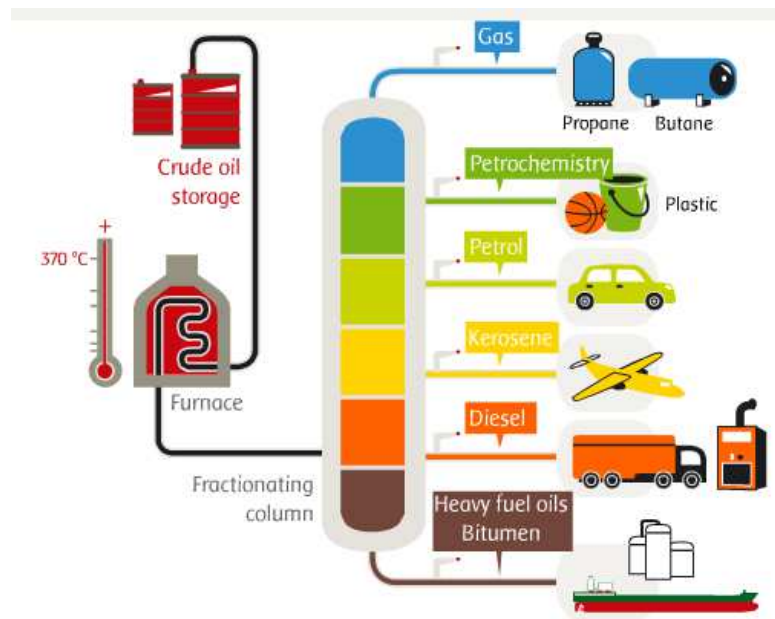 Gas
Propane
Butane
Crude oil
storage
Petrochemistry
Plastic
+
370 °C
Petrol
Kerosene
Furnace
Diesel
Fractionating
column
Heavy fuel oils
Bitumen